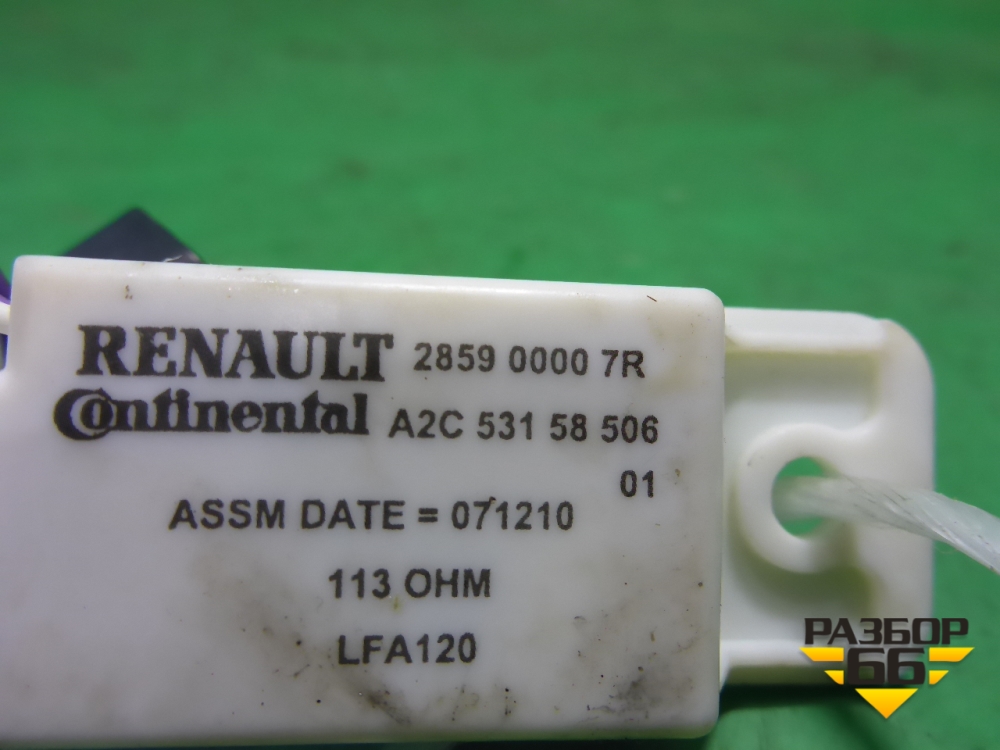 RENAULT 2859 0000 7R
Continental A2C 531 58 506
01
ASSM DATE = 071210
113 OHM
LFA120
РАЗБОР
66